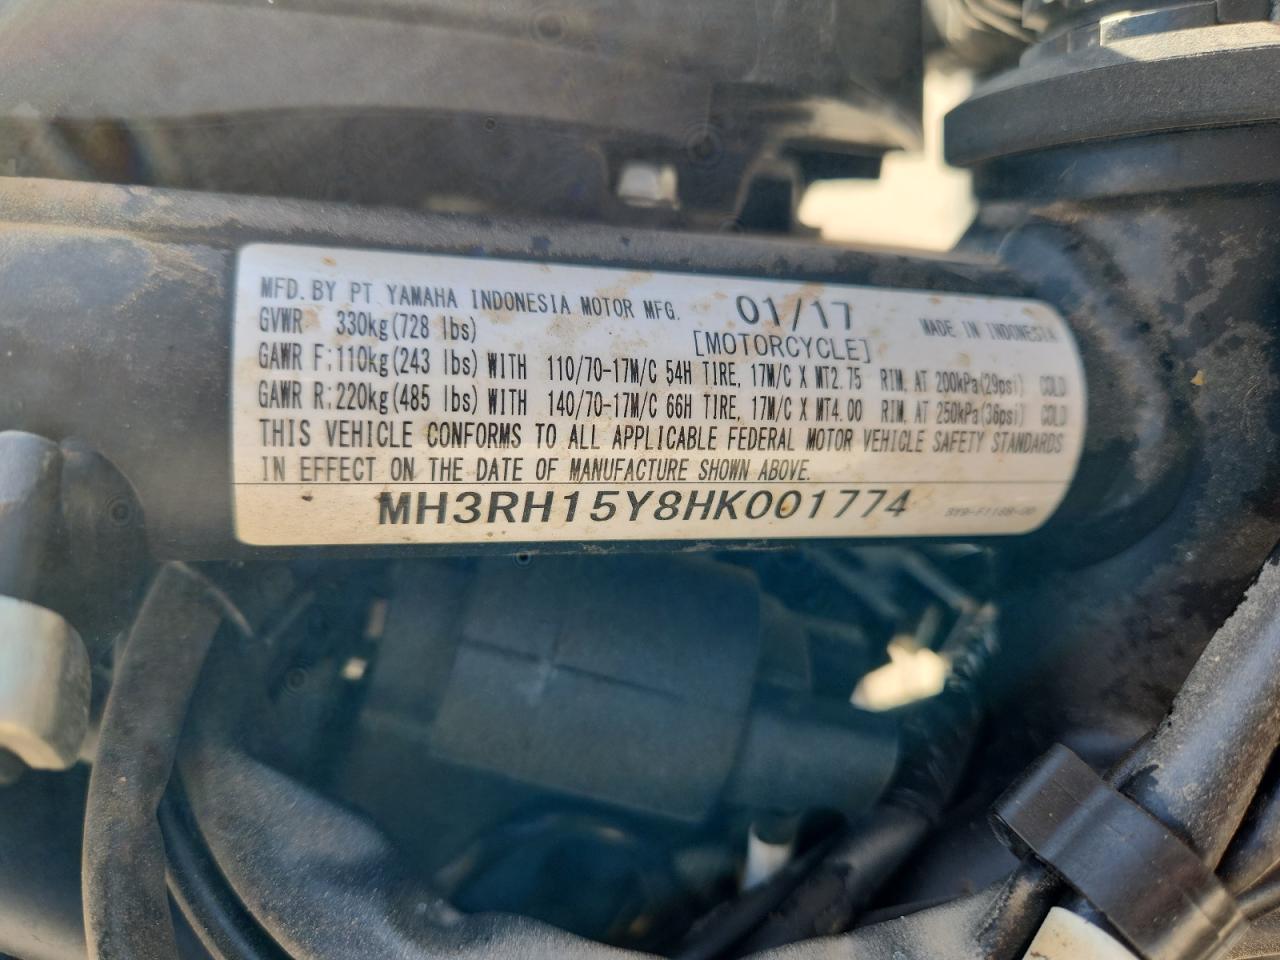 MFD. BY PT YAMAHA INDONESIA MOTOR MFG. 01/17 MADE IN INDONESIA
GVWR 330kg(728 lbs) [MOTORCYCLE]
GAWR F:110kg(243 lbs) WITH 110/70-17M/C 54H TIRE, 17M/C X MT2.75 RIM, AT 200kPa(29psi) COLD
GAWR R:220kg(485 lbs) WITH 140/70-17M/C 66H TIRE, 17M/C X MT4.00 RIM, AT 250kPa(36psi) COLD
THIS VEHICLE CONFORMS TO ALL APPLICABLE FEDERAL MOTOR VEHICLE SAFETY STANDARDS
IN EFFECT ON THE DATE OF MANUFACTURE SHOWN ABOVE.
MH3RH15Y8HK001774